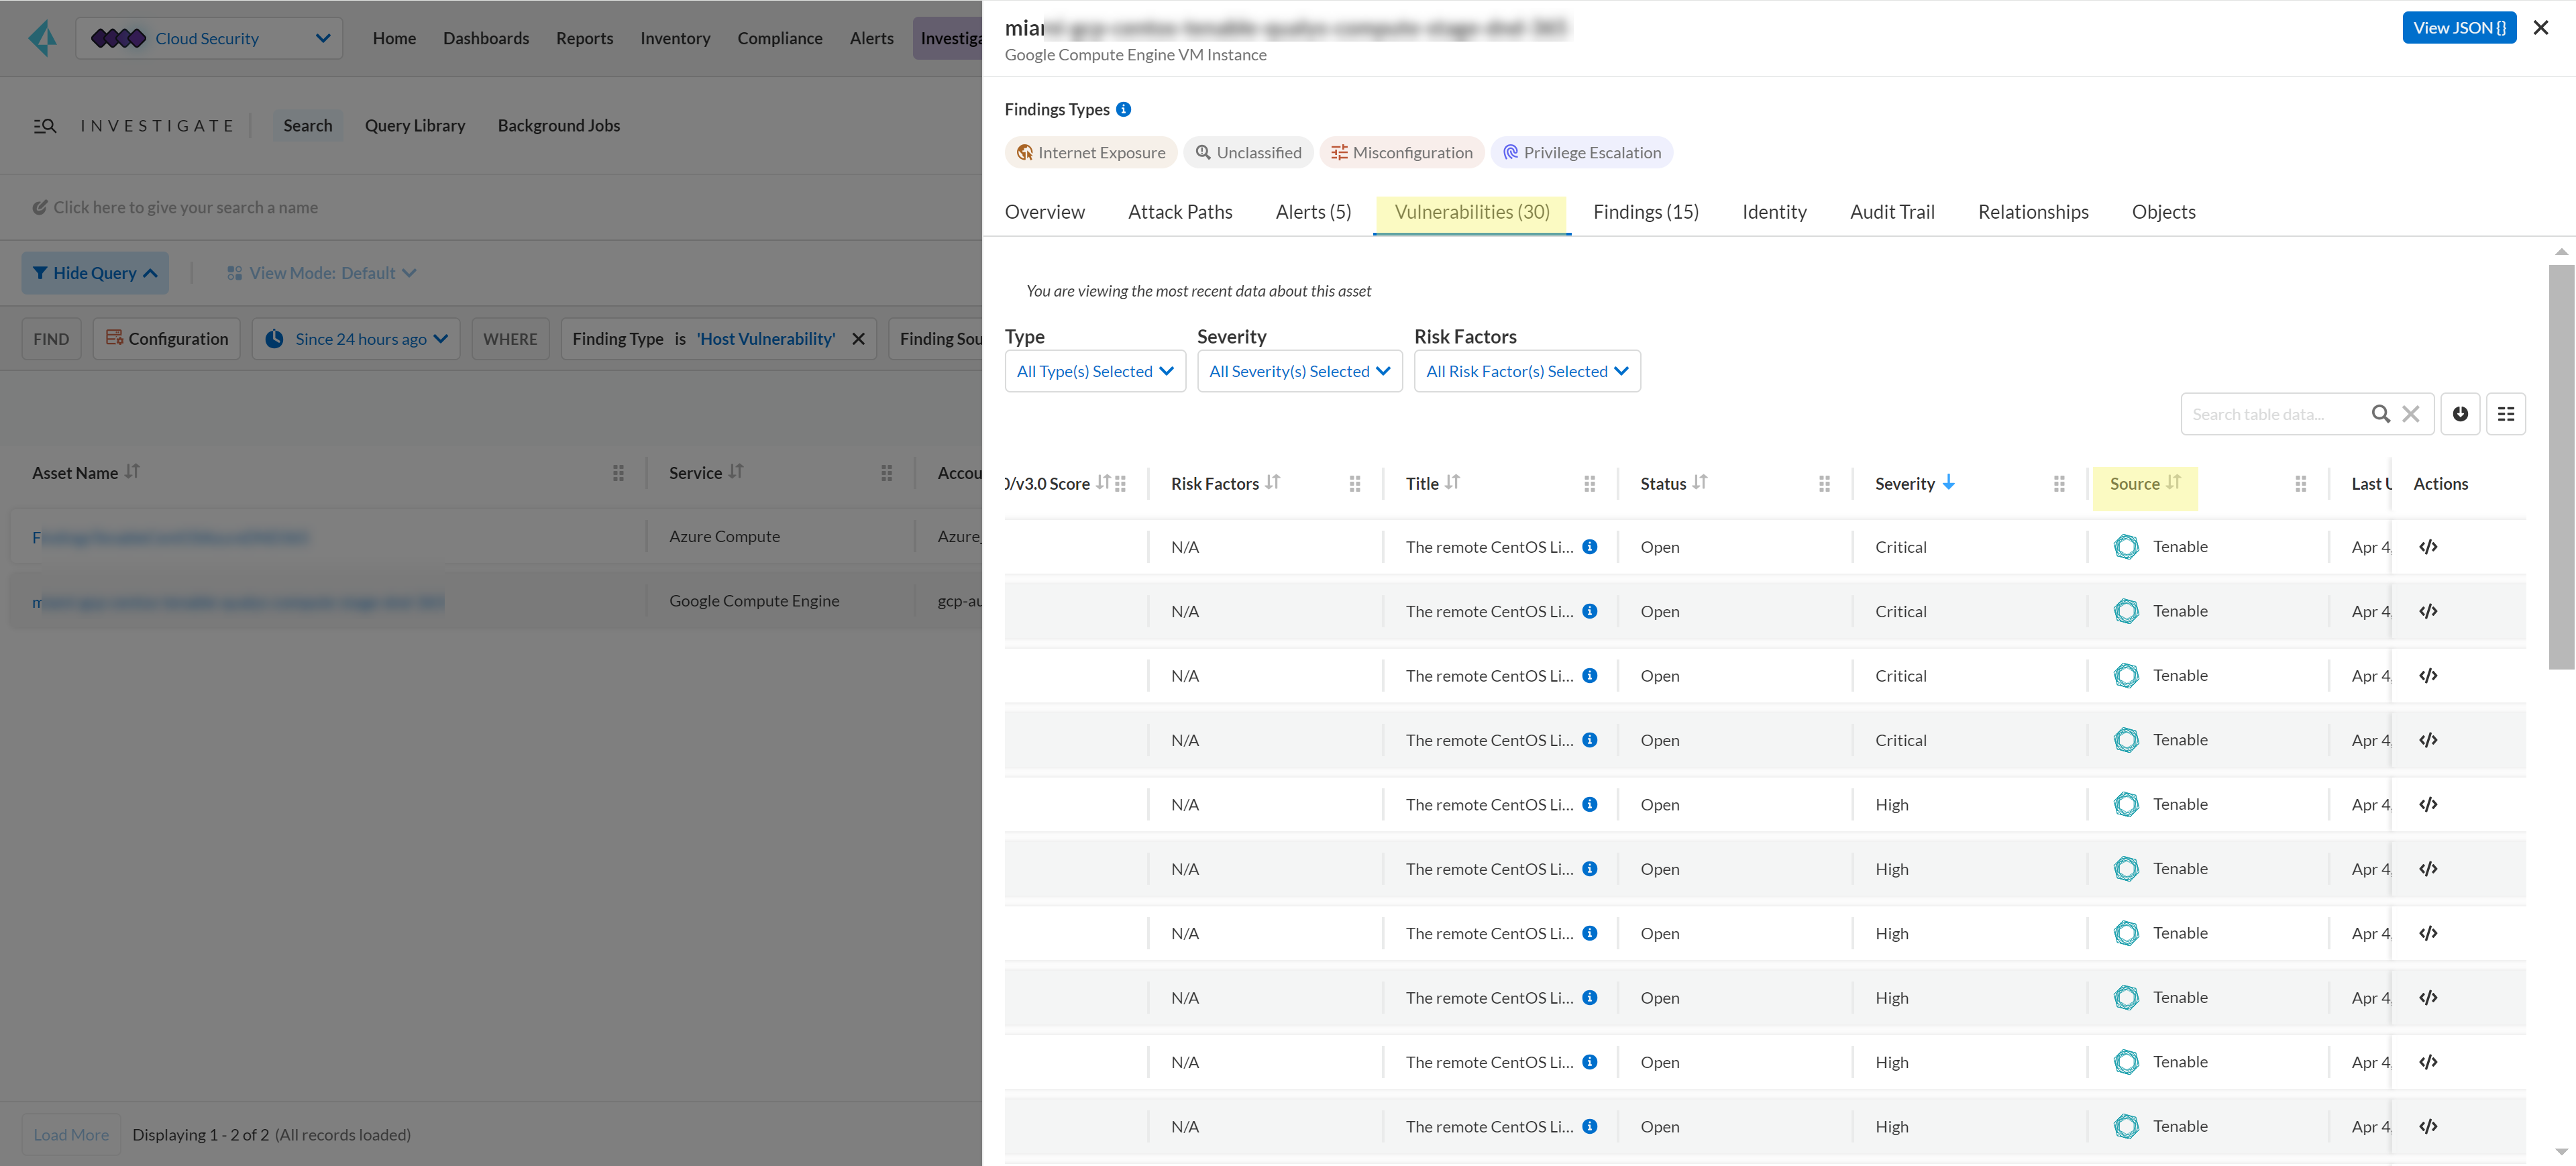 Cloud Security
Home Dashboards Reports Inventory Compliance Alerts Investiga
INVESTIGATE Search Query Library Background Jobs
Click here to give your search a name
Hide Query View Mode: Default
FIND Configuration Since 24 hours ago WHERE Finding Type is 'Host Vulnerability' Finding Sou
Asset Name Service Accou
Azure Compute Azure_
Google Compute Engine gcp-au
Load More Displaying 1 - 2 of 2 (All records loaded)
View JSON {}
Google Compute Engine VM Instance
Findings Types
Internet Exposure Unclassified Misconfiguration Privilege Escalation
Overview Attack Paths Alerts (5) Vulnerabilities (30) Findings (15) Identity Audit Trail Relationships Objects
You are viewing the most recent data about this asset
Type Severity Risk Factors
All Type(s) Selected All Severity(s) Selected All Risk Factor(s) Selected
Search table data...
0/v3.0 Score Risk Factors Title Status Severity Source Last U Actions
N/A The remote CentOS Li... Open Critical Tenable Apr 4, </>
N/A The remote CentOS Li... Open Critical Tenable Apr 4, </>
N/A The remote CentOS Li... Open Critical Tenable Apr 4, </>
N/A The remote CentOS Li... Open Critical Tenable Apr 4, </>
N/A The remote CentOS Li... Open High Tenable Apr 4, </>
N/A The remote CentOS Li... Open High Tenable Apr 4, </>
N/A The remote CentOS Li... Open High Tenable Apr 4, </>
N/A The remote CentOS Li... Open High Tenable Apr 4, </>
N/A The remote CentOS Li... Open High Tenable Apr 4, </>
N/A The remote CentOS Li... Open High Tenable Apr 4, </>